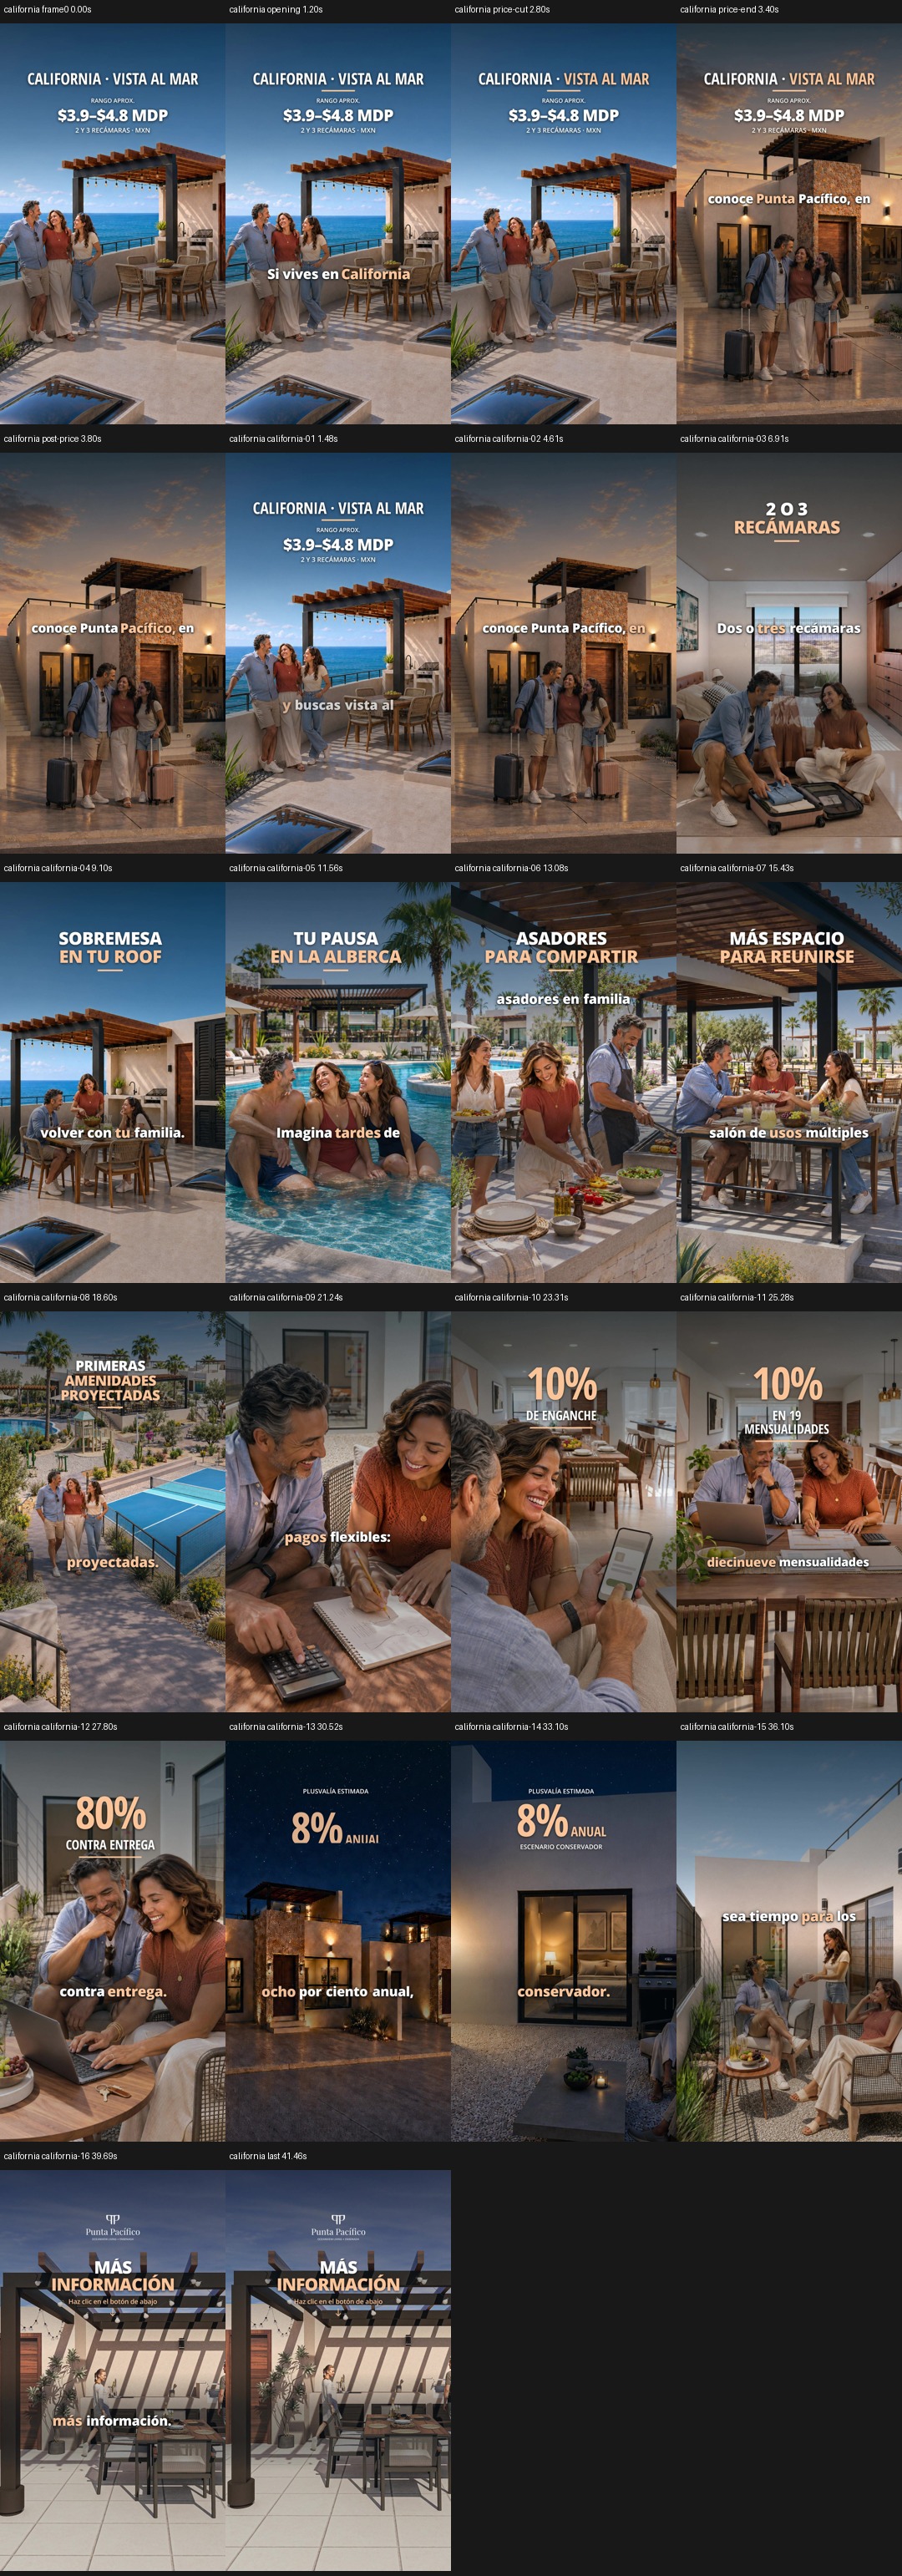 california frame0 0.00s
california opening 1.20s
california price-cut 2.80s
california price-end 3.40s
CALIFORNIA · VISTA AL MAR
RANGO APROX.
$3.9–$4.8 MDP
2 Y 3 RECÁMARAS · MXN
CALIFORNIA · VISTA AL MAR
RANGO APROX.
$3.9–$4.8 MDP
2 Y 3 RECÁMARAS · MXN
Si vives en California
CALIFORNIA · VISTA AL MAR
RANGO APROX.
$3.9–$4.8 MDP
2 Y 3 RECÁMARAS · MXN
CALIFORNIA · VISTA AL MAR
RANGO APROX.
$3.9–$4.8 MDP
2 Y 3 RECÁMARAS · MXN
conoce Punta Pacífico, en
california post-price 3.80s
california california-01 1.48s
california california-02 4.61s
california california-03 6.91s
conoce Punta Pacífico, en
CALIFORNIA · VISTA AL MAR
RANGO APROX.
$3.9–$4.8 MDP
2 Y 3 RECÁMARAS · MXN
y buscas vista al
conoce Punta Pacífico, en
2 O 3
RECÁMARAS
Dos o tres recámaras
california california-04 9.10s
california california-05 11.56s
california california-06 13.08s
california california-07 15.43s
SOBREMESA
EN TU ROOF
volver con tu familia.
TU PAUSA
EN LA ALBERCA
Imagina tardes de
ASADORES
PARA COMPARTIR
asadores en familia
MÁS ESPACIO
PARA REUNIRSE
salón de usos múltiples
california california-08 18.60s
california california-09 21.24s
california california-10 23.31s
california california-11 25.28s
PRIMERAS
AMENIDADES
PROYECTADAS
proyectadas.
pagos flexibles:
10%
DE ENGANCHE
10%
EN 19
MENSUALIDADES
diecinueve mensualidades
california california-12 27.80s
california california-13 30.52s
california california-14 33.10s
california california-15 36.10s
80%
CONTRA ENTREGA
contra entrega.
PLUSVALÍA ESTIMADA
8% ANUAL
ocho por ciento anual,
PLUSVALÍA ESTIMADA
8% ANUAL
ESCENARIO CONSERVADOR
conservador.
sea tiempo para los
california california-16 39.69s
california last 41.46s
Punta Pacífico
MÁS
INFORMACIÓN
Haz clic en el botón de abajo
más información.
Punta Pacífico
MÁS
INFORMACIÓN
Haz clic en el botón de abajo